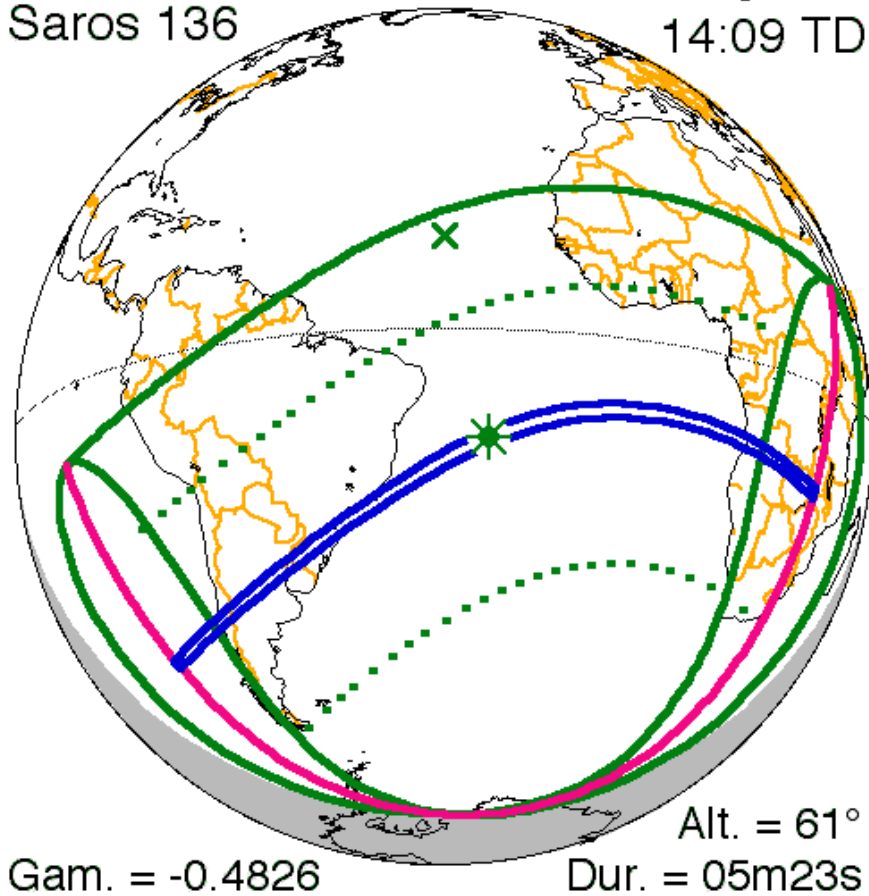 Saros 136
14:09 TD
Alt. = 61°
Gam. = -0.4826
Dur. = 05m23s